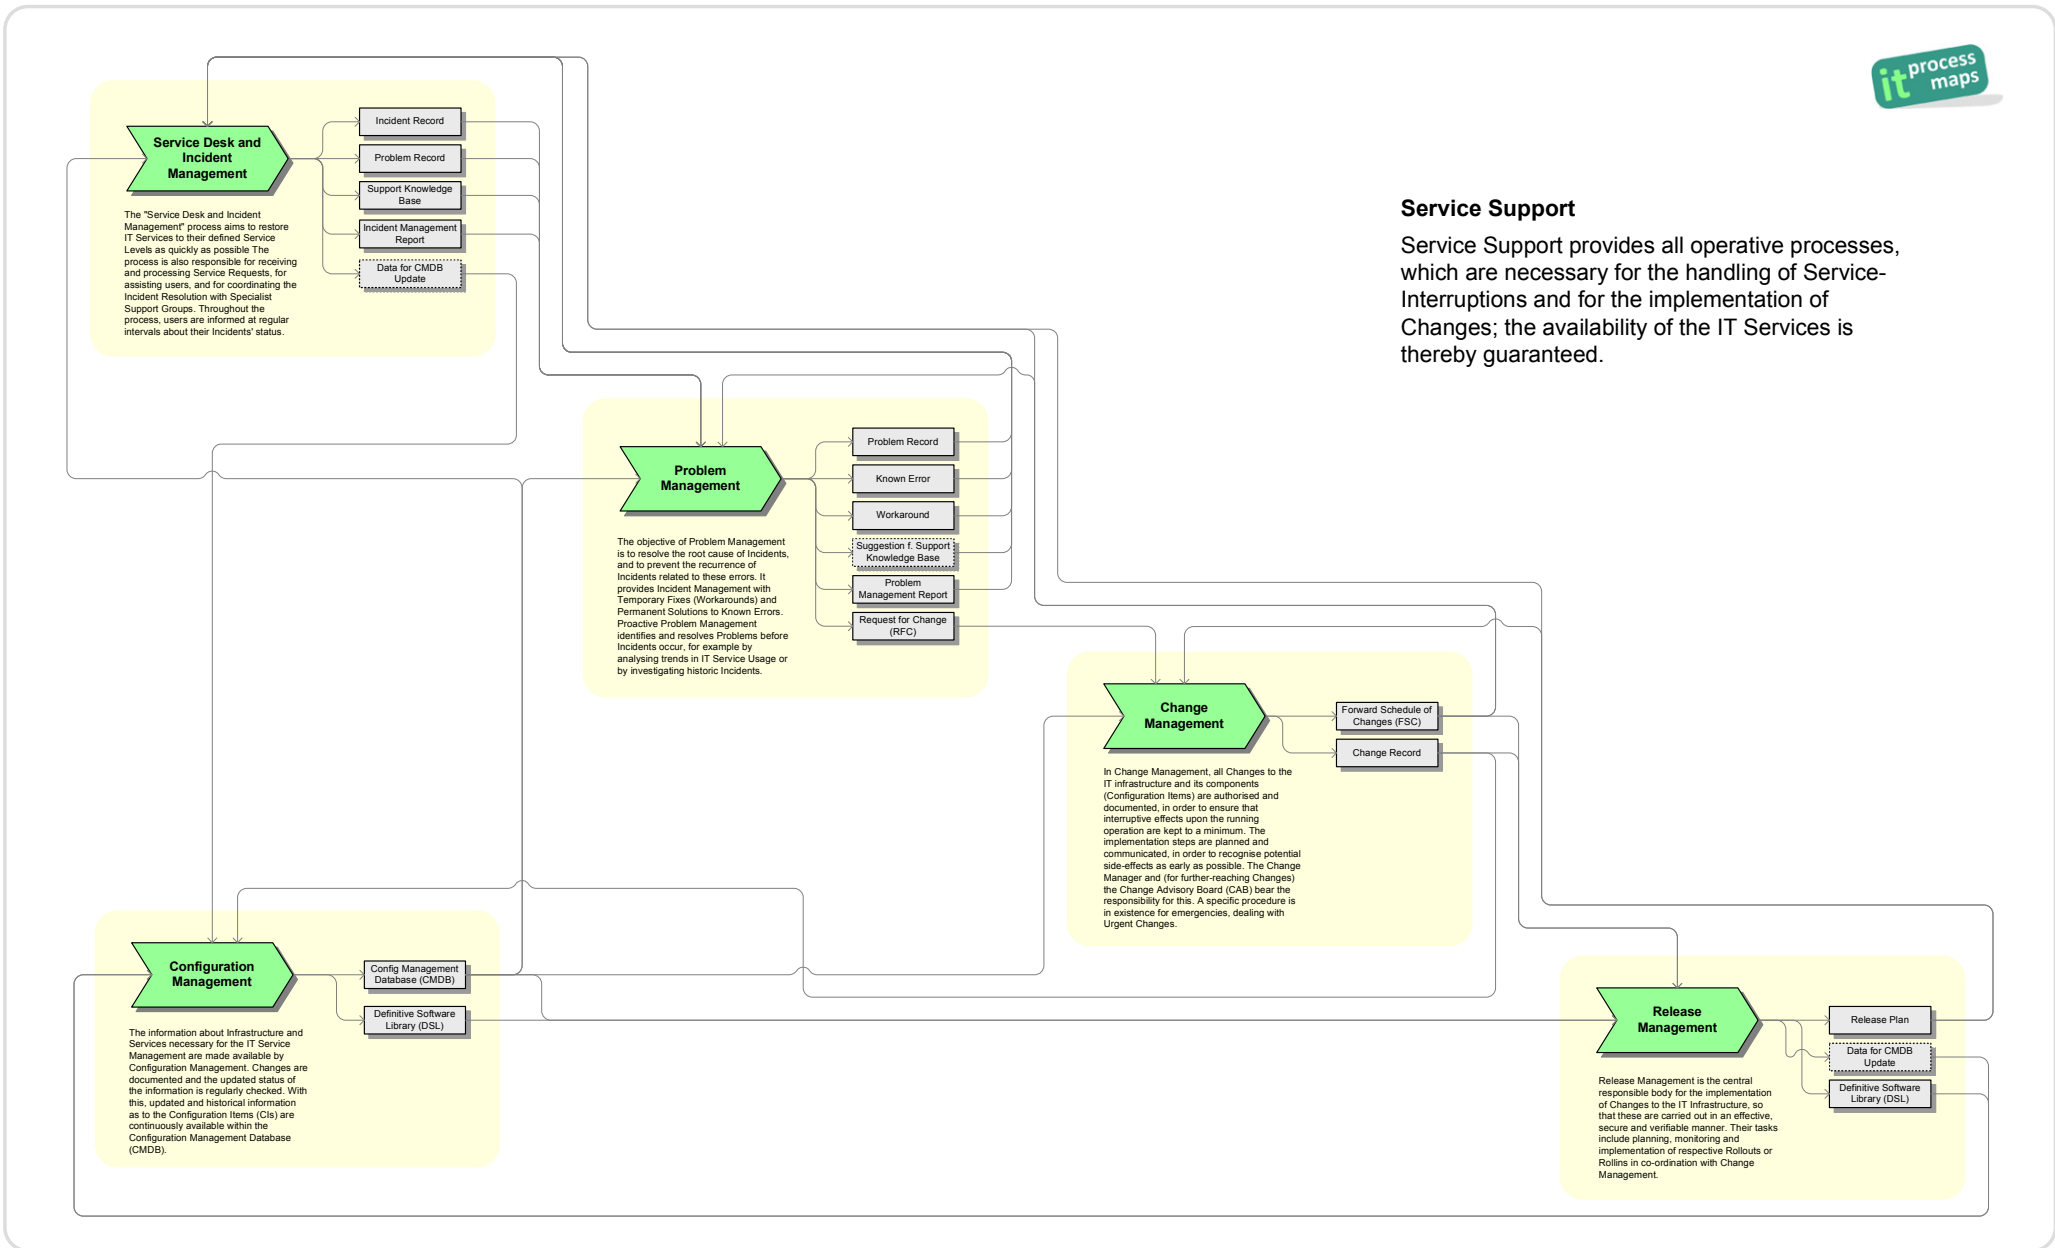 it process
maps
Service Support
Service Support provides all operative processes,
which are necessary for the handling of Service-
Interruptions and for the implementation of
Changes; the availability of the IT Services is
thereby guaranteed.
Service Desk and
Incident
Management
The "Service Desk and Incident
Management" process aims to restore
IT Services to their defined Service
Levels as quickly as possible The
process is also responsible for receiving
and processing Service Requests, for
assisting users, and for coordinating the
Incident Resolution with Specialist
Support Groups. Throughout the
process, users are informed at regular
intervals about their Incidents' status.
Incident Record
Problem Record
Support Knowledge
Base
Incident Management
Report
Data for CMDB
Update
Problem
Management
The objective of Problem Management
is to resolve the root cause of Incidents,
and to prevent the recurrence of
Incidents related to these errors. It
provides Incident Management with
Temporary Fixes (Workarounds) and
Permanent Solutions to Known Errors.
Proactive Problem Management
identifies and resolves Problems before
Incidents occur, for example by
analysing trends in IT Service Usage or
by investigating historic Incidents.
Problem Record
Known Error
Workaround
Suggestion f. Support
Knowledge Base
Problem
Management Report
Request for Change
(RFC)
Change
Management
In Change Management, all Changes to the
IT infrastructure and its components
(Configuration Items) are authorised and
documented, in order to ensure that
interruptive effects upon the running
operation are kept to a minimum. The
implementation steps are planned and
communicated, in order to recognise potential
side-effects as early as possible. The Change
Manager and (for further-reaching Changes)
the Change Advisory Board (CAB) bear the
responsibility for this. A specific procedure is
in existence for emergencies, dealing with
Urgent Changes.
Forward Schedule of
Changes (FSC)
Change Record
Configuration
Management
The information about Infrastructure and
Services necessary for the IT Service
Management are made available by
Configuration Management. Changes are
documented and the updated status of
the information is regularly checked. With
this, updated and historical information
as to the Configuration Items (CIs) are
continuously available within the
Configuration Management Database
(CMDB).
Config Management
Database (CMDB)
Definitive Software
Library (DSL)
Release
Management
Release Management is the central
responsible body for the implementation
of Changes to the IT Infrastructure, so
that these are carried out in an effective,
secure and verifiable manner. Their tasks
include planning, monitoring and
implementation of respective Rollouts or
Rollins in co-ordination with Change
Management.
Release Plan
Data for CMDB
Update
Definitive Software
Library (DSL)